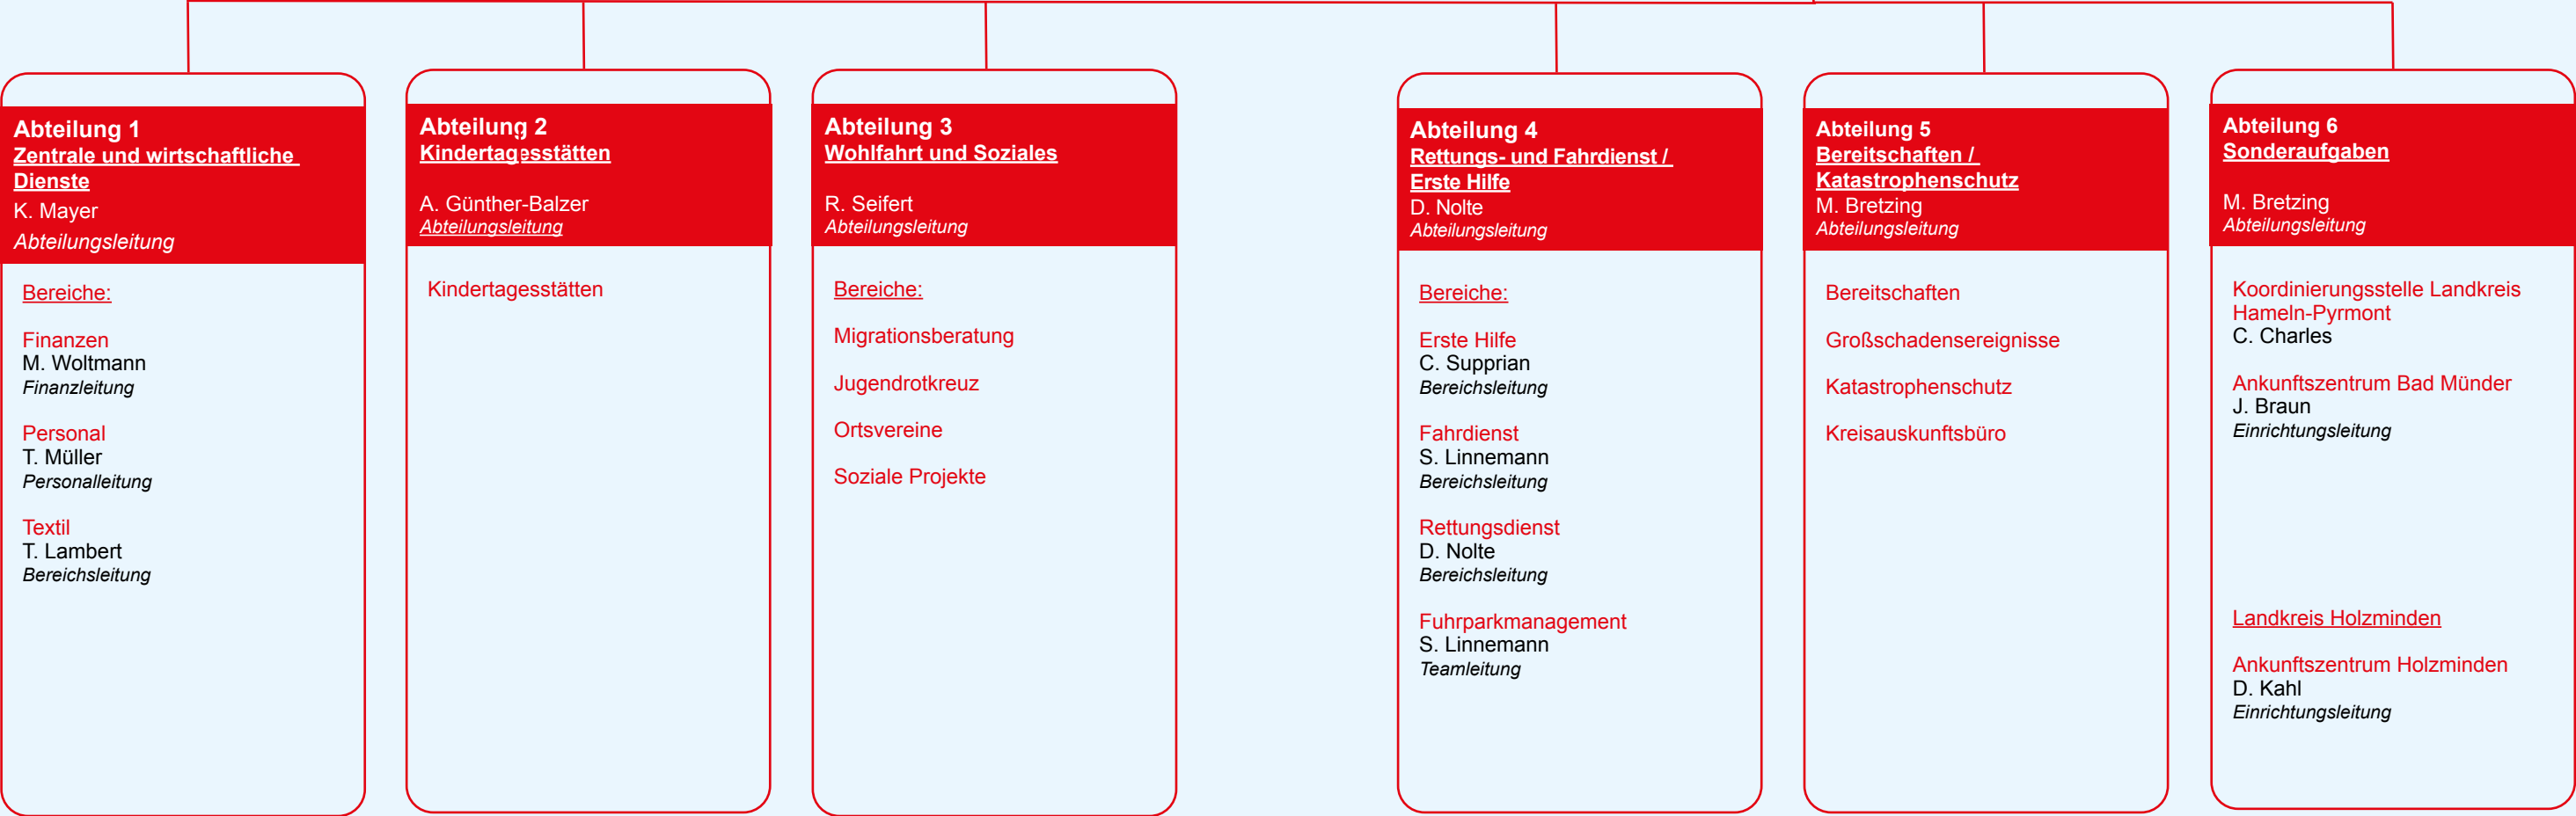 Abteilung 1
Zentrale und wirtschaftliche
Dienste
K. Mayer
Abteilungsleitung
Bereiche:
Finanzen
M. Woltmann
Finanzleitung
Personal
T. Müller
Personalleitung
Textil
T. Lambert
Bereichsleitung
Abteilung 2
Kindertagesstätten
A. Günther-Balzer
Abteilungsleitung
Kindertagesstätten
Abteilung 3
Wohlfahrt und Soziales
R. Seifert
Abteilungsleitung
Bereiche:
Migrationsberatung
Jugendrotkreuz
Ortsvereine
Soziale Projekte
Abteilung 4
Rettungs- und Fahrdienst /
Erste Hilfe
D. Nolte
Abteilungsleitung
Bereiche:
Erste Hilfe
C. Supprian
Bereichsleitung
Fahrdienst
S. Linnemann
Bereichsleitung
Rettungsdienst
D. Nolte
Bereichsleitung
Fuhrparkmanagement
S. Linnemann
Teamleitung
Abteilung 5
Bereitschaften /
Katastrophenschutz
M. Bretzing
Abteilungsleitung
Bereitschaften
Großschadensereignisse
Katastrophenschutz
Kreisauskunftsbüro
Abteilung 6
Sonderaufgaben
M. Bretzing
Abteilungsleitung
Koordinierungsstelle Landkreis
Hameln-Pyrmont
C. Charles
Ankunftszentrum Bad Münder
J. Braun
Einrichtungsleitung
Landkreis Holzminden
Ankunftszentrum Holzminden
D. Kahl
Einrichtungsleitung